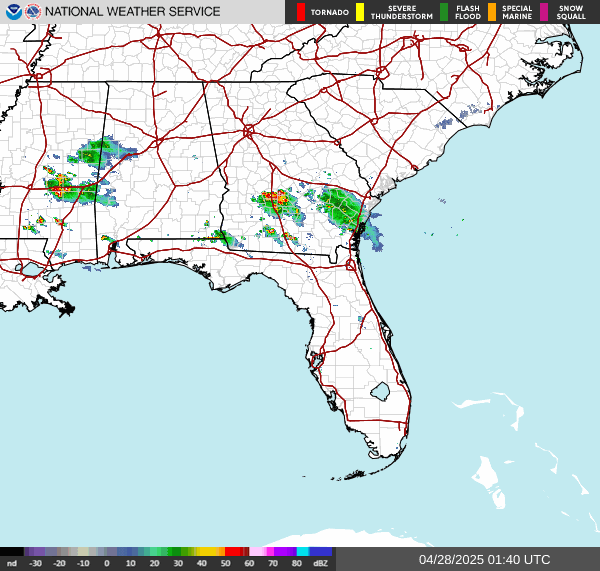 NATIONAL WEATHER SERVICE
TORNADO
SEVERE
THUNDERSTORM
FLASH
FLOOD
SPECIAL
MARINE
SNOW
SQUALL
nd -30 -20 -10 0 10 20 30 40 50 60 70 80 dBZ
04/28/2025 01:40 UTC